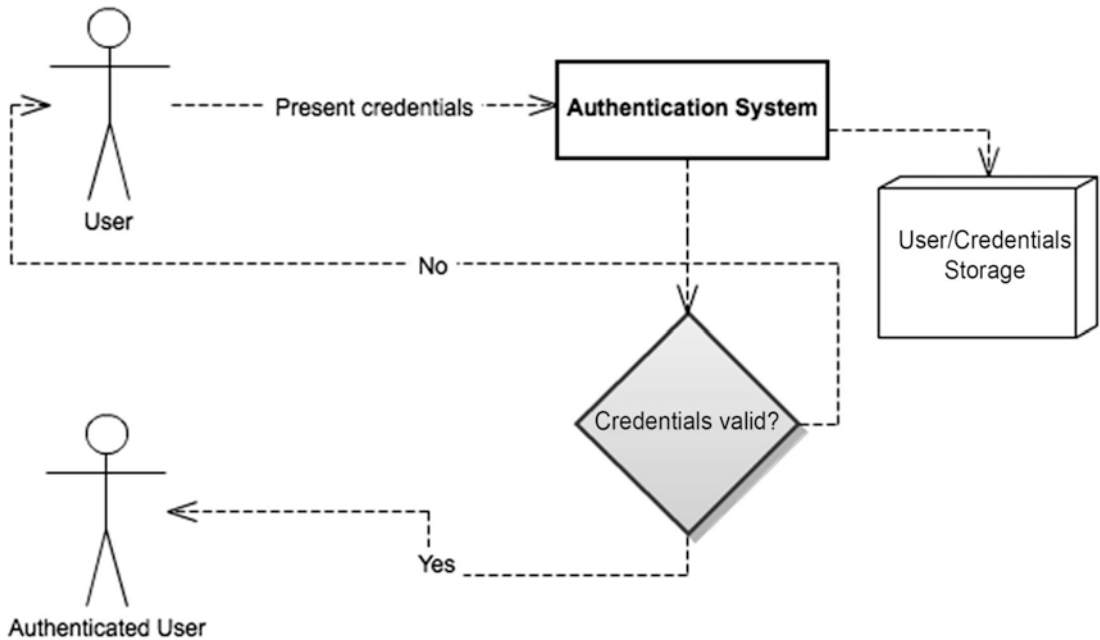 Present credentials
Authentication System
User
User/Credentials
Storage
No
Credentials valid?
Yes
Authenticated User